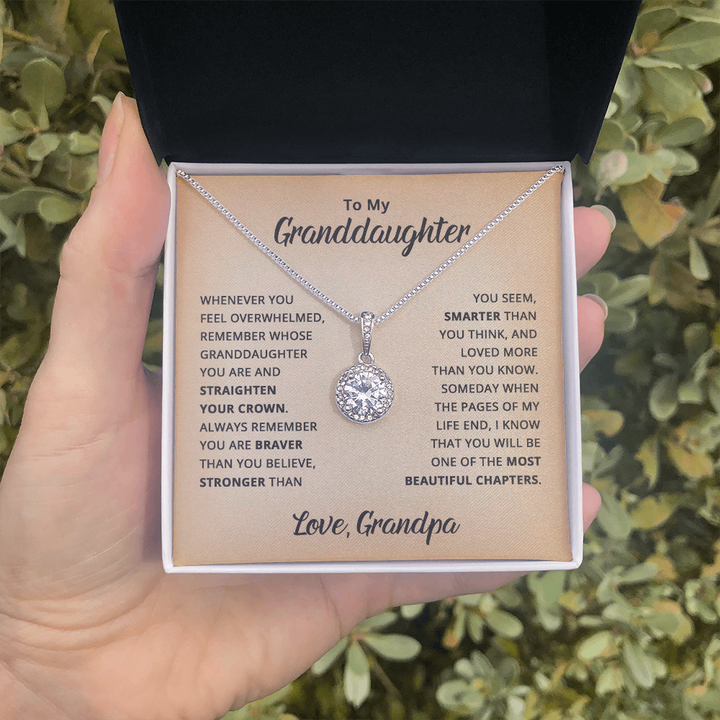 To My
Granddaughter
WHENEVER YOU
FEEL OVERWHELMED,
REMEMBER WHOSE
GRANDDAUGHTER
YOU ARE AND
STRAIGHTEN
YOUR CROWN.
ALWAYS REMEMBER
YOU ARE BRAVER
THAN YOU BELIEVE,
STRONGER THAN
YOU SEEM,
SMARTER THAN
YOU THINK, AND
LOVED MORE
THAN YOU KNOW.
SOMEDAY WHEN
THE PAGES OF MY
LIFE END, I KNOW
THAT YOU WILL BE
ONE OF THE MOST
BEAUTIFUL CHAPTERS.
Love, Grandpa